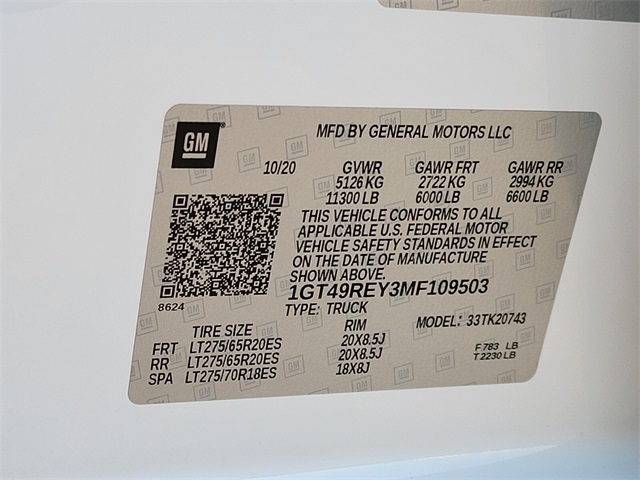 GM
MFD BY GENERAL MOTORS LLC
10/20 GVWR GAWR FRT GAWR RR
5126 KG 2722 KG 2994 KG
11300 LB 6000 LB 6600 LB
THIS VEHICLE CONFORMS TO ALL
APPLICABLE U.S. FEDERAL MOTOR
VEHICLE SAFETY STANDARDS IN EFFECT
ON THE DATE OF MANUFACTURE
SHOWN ABOVE.
8624
1GT49REY3MF109503
TYPE: TRUCK
MODEL: 33TK20743
TIRE SIZE RIM
FRT LT275/65R20ES 20X8.5J
RR LT275/65R20ES 20X8.5J
SPA LT275/70R18ES 18X8J
F 783 LB
T 2230 LB